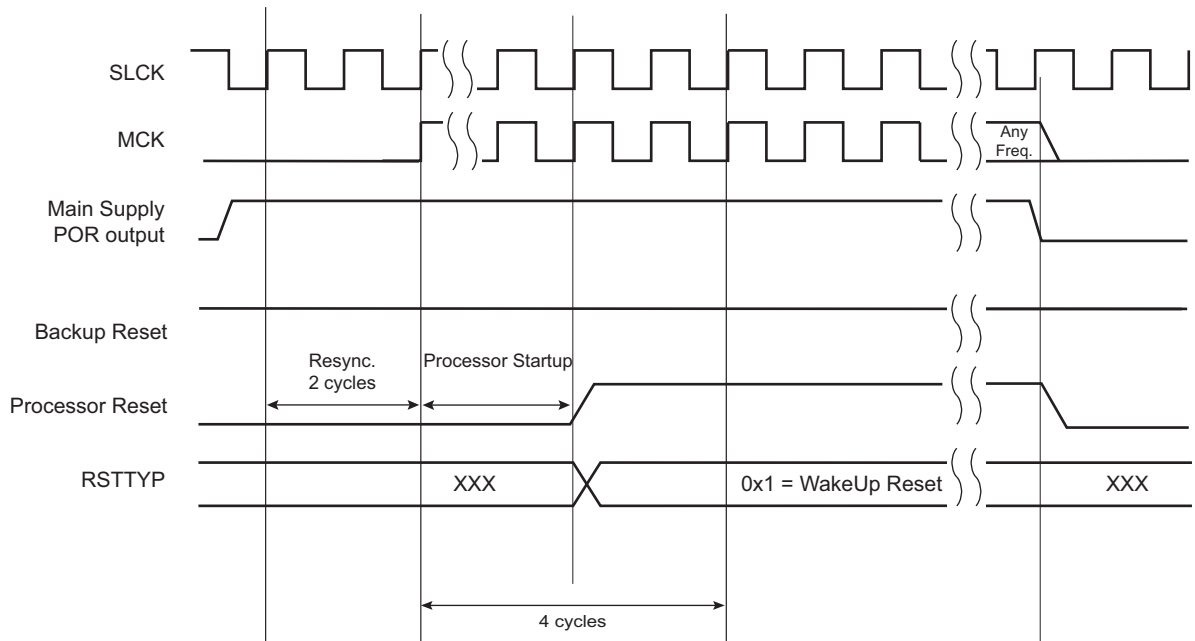 SLCK
MCK
Any
Freq.
Main Supply
POR output
Backup Reset
Resync.
2 cycles
Processor Startup
Processor Reset
RSTTYP
XXX
0x1 = WakeUp Reset
XXX
4 cycles